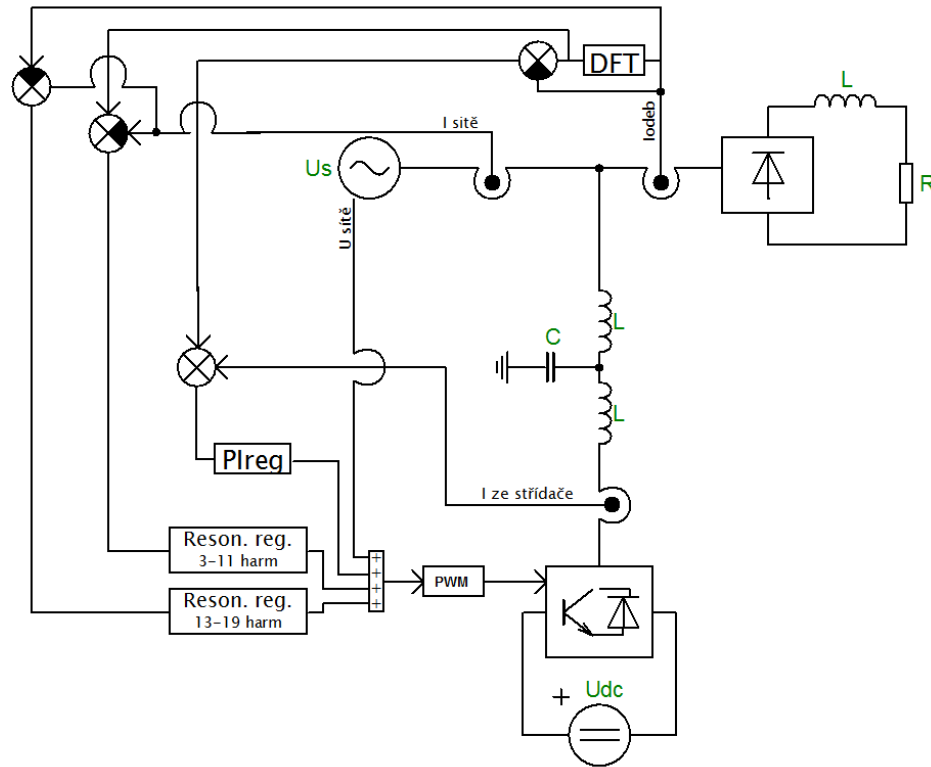 DFT
L
I sitě
Iodeb
Us
R
U sítě
C
L
L
PIreg
I ze střídače
Reson. reg.
3-11 harm
+
+
+
+
PWM
Reson. reg.
13-19 harm
+
Udc